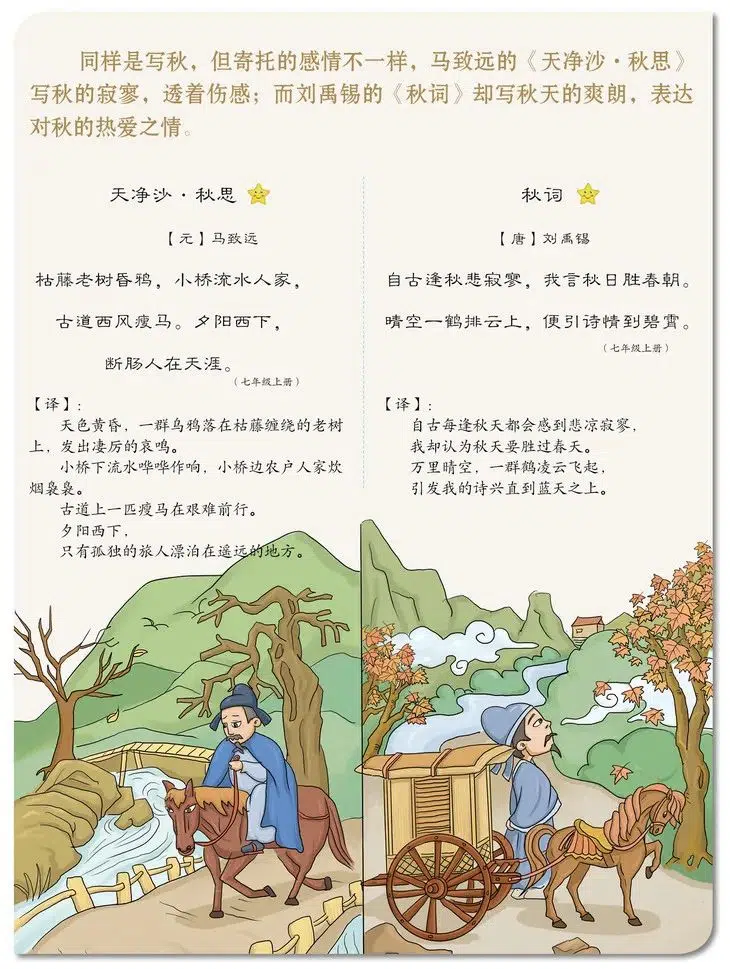 同样是写秋，但寄托的感情不一样，马致远的《天净沙·秋思》
写秋的寂寥，透着伤感；而刘禹锡的《秋词》却写秋天的爽朗，表达
对秋的热爱之情。
天净沙·秋思
【元】马致远
枯藤老树昏鸦，小桥流水人家，
古道西风瘦马。夕阳西下，
断肠人在天涯。
（七年级上册）
【译】：
天色黄昏，一群乌鸦落在枯藤缠绕的老树
上，发出凄厉的哀鸣。
小桥下流水哗哗作响，小桥边农户人家炊
烟袅袅。
古道上一匹瘦马在艰难前行。
夕阳西下，
只有孤独的旅人漂泊在遥远的地方。
秋词
【唐】刘禹锡
自古逢秋悲寂寥，我言秋日胜春朝。
晴空一鹤排云上，便引诗情到碧霄。
（七年级上册）
【译】：
自古每逢秋天都会感到悲凉寂寥，
我却认为秋天要胜过春天。
万里晴空，一群鹤凌云飞起，
引发我的诗兴直到蓝天之上。